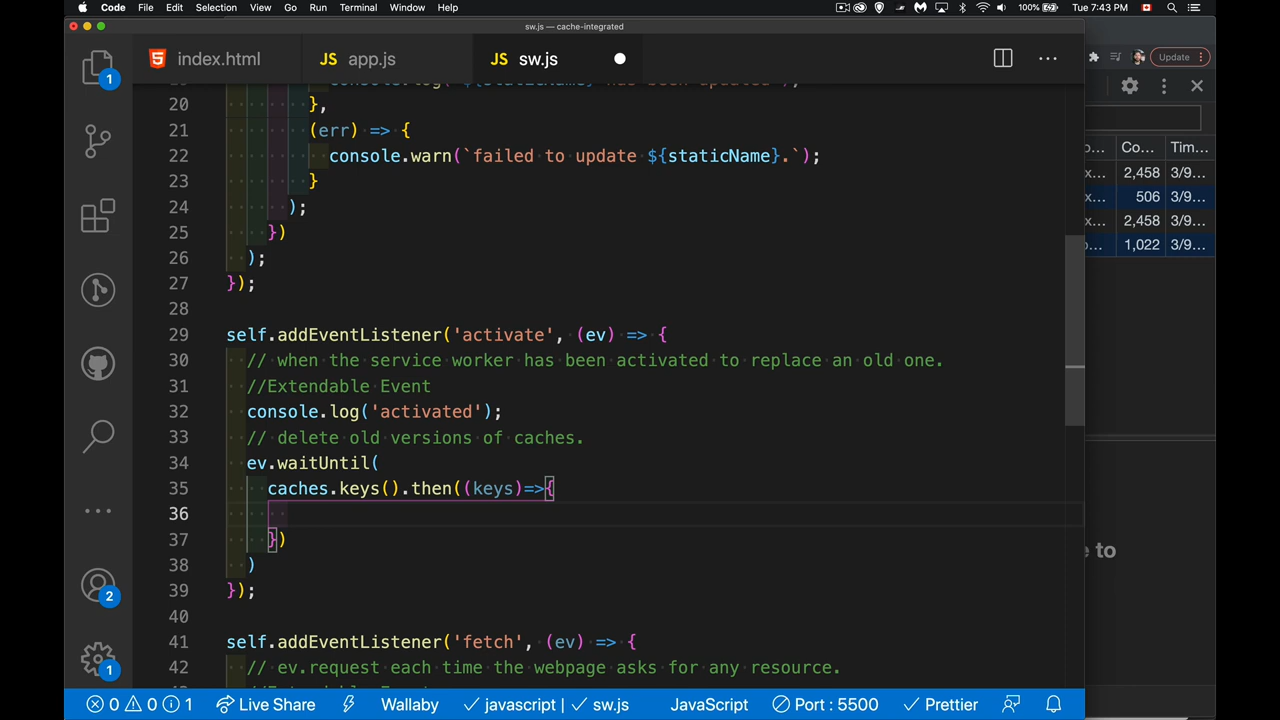 Code File Edit Selection View Go Run Terminal Window Help 100% Tue 7:43 PM
sw.js — cache-integrated
index.html JS app.js JS sw.js
Update
1
20 },
21 (err) => {
22 console.warn(`failed to update ${staticName}.`);
23 }
24 );
25 })
26 );
27 });
28
29 self.addEventListener('activate', (ev) => {
30 // when the service worker has been activated to replace an old one.
31 //Extendable Event
32 console.log('activated');
33 // delete old versions of caches.
34 ev.waitUntil(
35 caches.keys().then((keys)=>{
36
37 })
38 )
39 });
40
41 self.addEventListener('fetch', (ev) => {
42 // ev.request each time the webpage asks for any resource.
2
1
Co... Tim...
2,458 3/9...
506 3/9...
2,458 3/9...
1,022 3/9...
e to
0 0 1 Live Share Wallaby javascript | sw.js JavaScript Port : 5500 Prettier